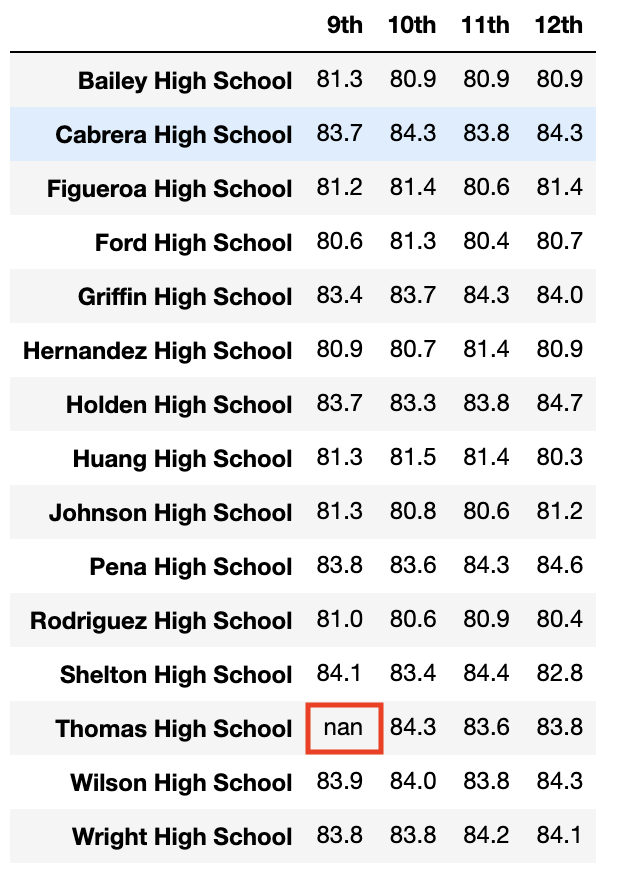 9th 10th 11th 12th
Bailey High School 81.3 80.9 80.9 80.9
Cabrera High School 83.7 84.3 83.8 84.3
Figueroa High School 81.2 81.4 80.6 81.4
Ford High School 80.6 81.3 80.4 80.7
Griffin High School 83.4 83.7 84.3 84.0
Hernandez High School 80.9 80.7 81.4 80.9
Holden High School 83.7 83.3 83.8 84.7
Huang High School 81.3 81.5 81.4 80.3
Johnson High School 81.3 80.8 80.6 81.2
Pena High School 83.8 83.6 84.3 84.6
Rodriguez High School 81.0 80.6 80.9 80.4
Shelton High School 84.1 83.4 84.4 82.8
Thomas High School nan 84.3 83.6 83.8
Wilson High School 83.9 84.0 83.8 84.3
Wright High School 83.8 83.8 84.2 84.1